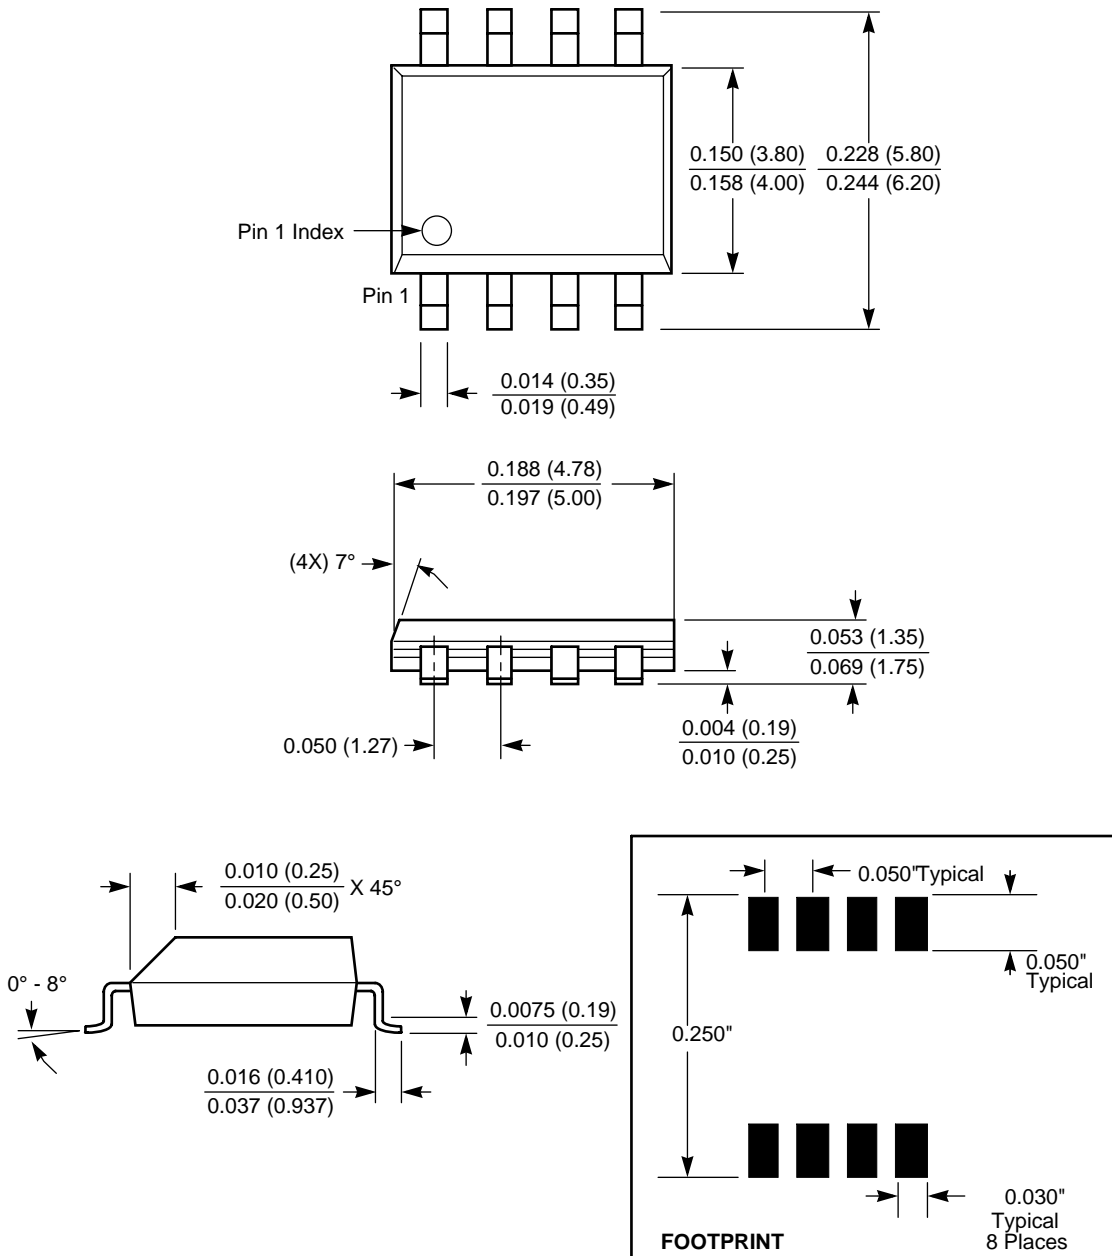 0.150 (3.80)
0.158 (4.00)
0.228 (5.80)
0.244 (6.20)
Pin 1 Index
Pin 1
0.014 (0.35)
0.019 (0.49)
0.188 (4.78)
0.197 (5.00)
(4X) 7°
0.053 (1.35)
0.069 (1.75)
0.004 (0.19)
0.010 (0.25)
0.050 (1.27)
0.010 (0.25)
0.020 (0.50)
X 45°
0° - 8°
0.0075 (0.19)
0.010 (0.25)
0.016 (0.410)
0.037 (0.937)
0.050"Typical
0.050"
Typical
0.250"
0.030"
Typical
8 Places
FOOTPRINT